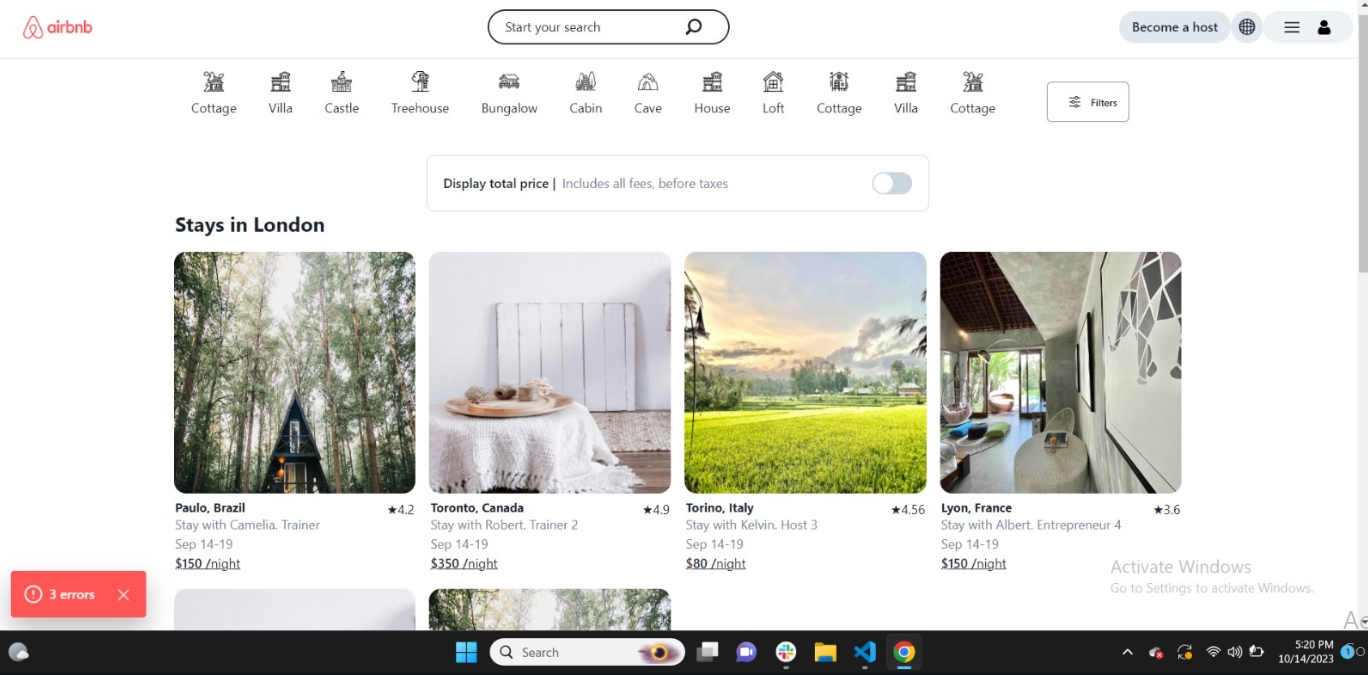 airbnb
Start your search
Become a host
Cottage Villa Castle Treehouse Bungalow Cabin Cave House Loft Cottage Villa Cottage
Filters
Display total price | Includes all fees, before taxes
Stays in London
Paulo, Brazil ★4.2
Stay with Camelia. Trainer
Sep 14-19
$150 /night
Toronto, Canada ★4.9
Stay with Robert. Trainer 2
Sep 14-19
$350 /night
Torino, Italy ★4.56
Stay with Kelvin. Host 3
Sep 14-19
$80 /night
Lyon, France ★3.6
Stay with Albert. Entrepreneur 4
Sep 14-19
$150 /night
3 errors
Activate Windows
Go to Settings to activate Windows.
Search
5:20 PM
10/14/2023
1